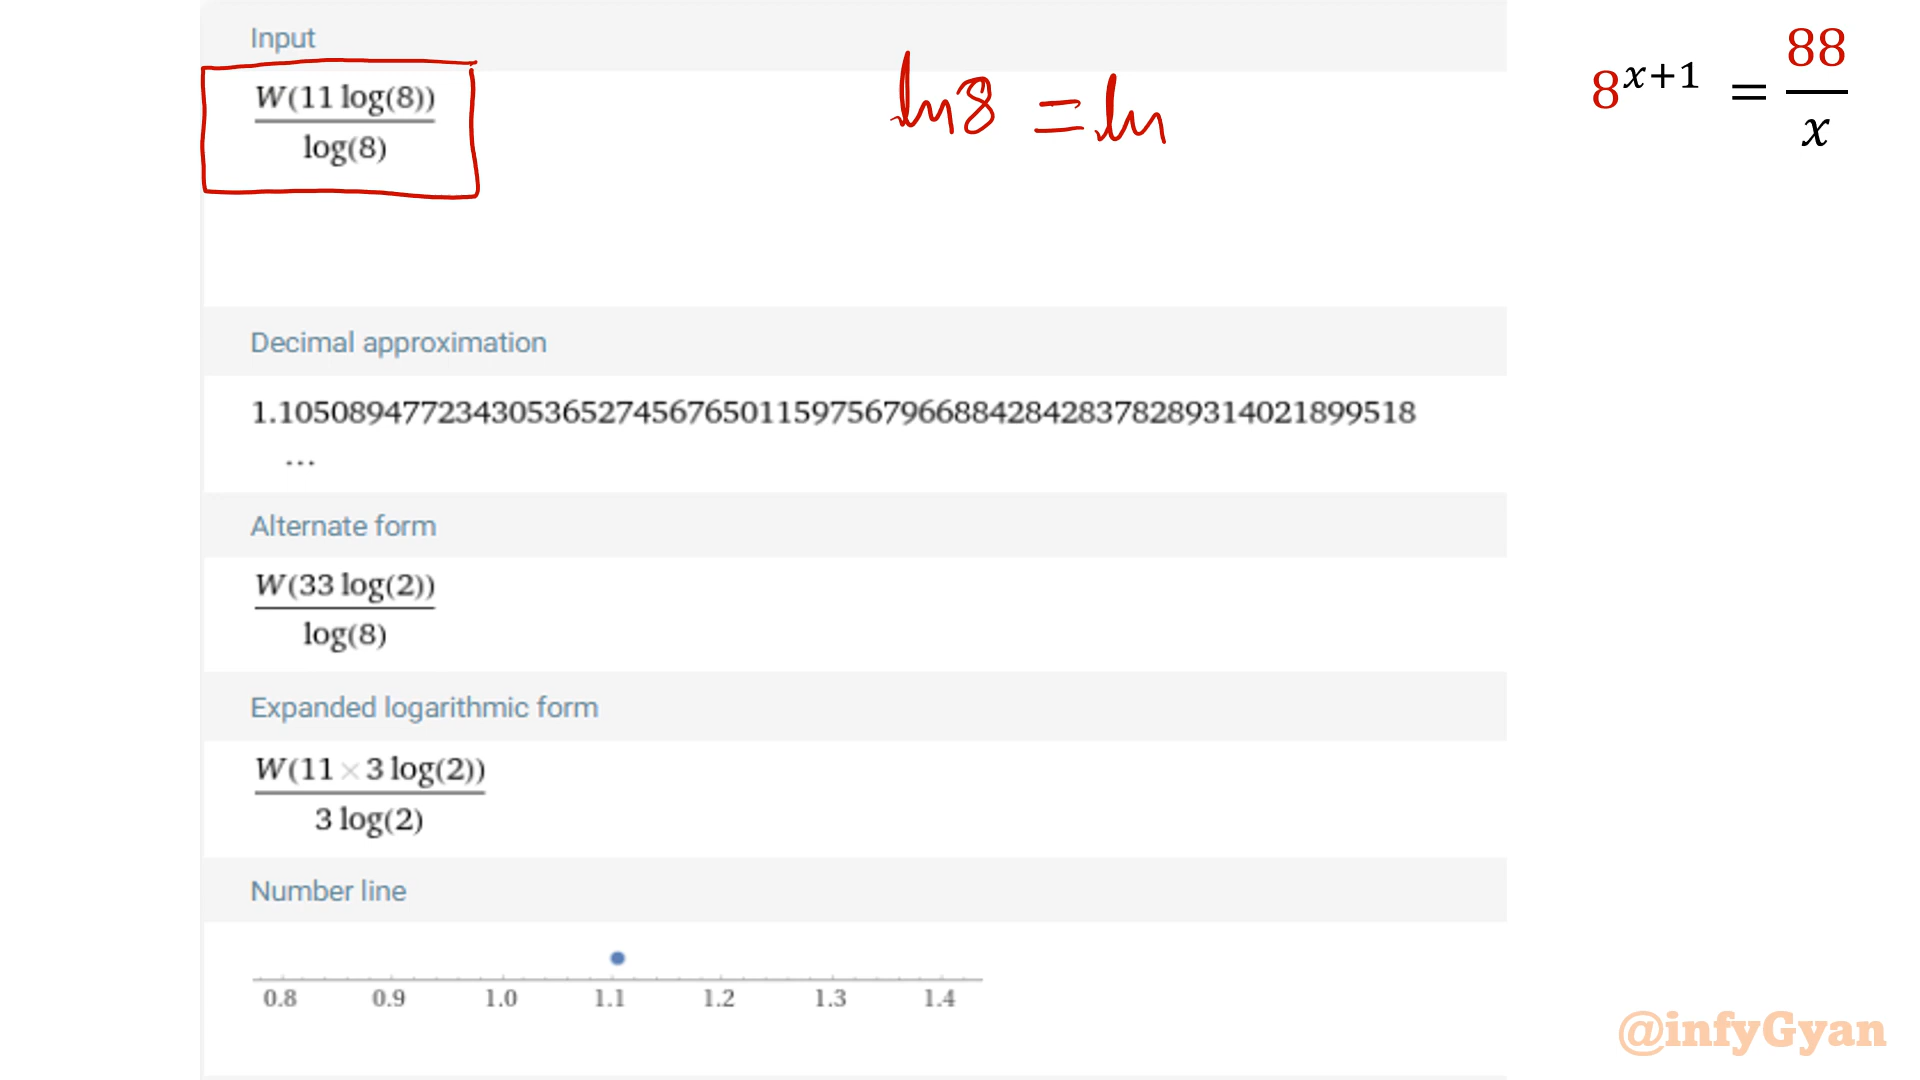 Input
W(11 log(8))
log(8)
ln8 = ln
8^{x+1} = 88/x
Decimal approximation
1.1050894772343053652745676501159756796688428428378289314021899518
...
Alternate form
W(33 log(2))
log(8)
Expanded logarithmic form
W(11 × 3 log(2))
3 log(2)
Number line
0.8 0.9 1.0 1.1 1.2 1.3 1.4
@infyGyan